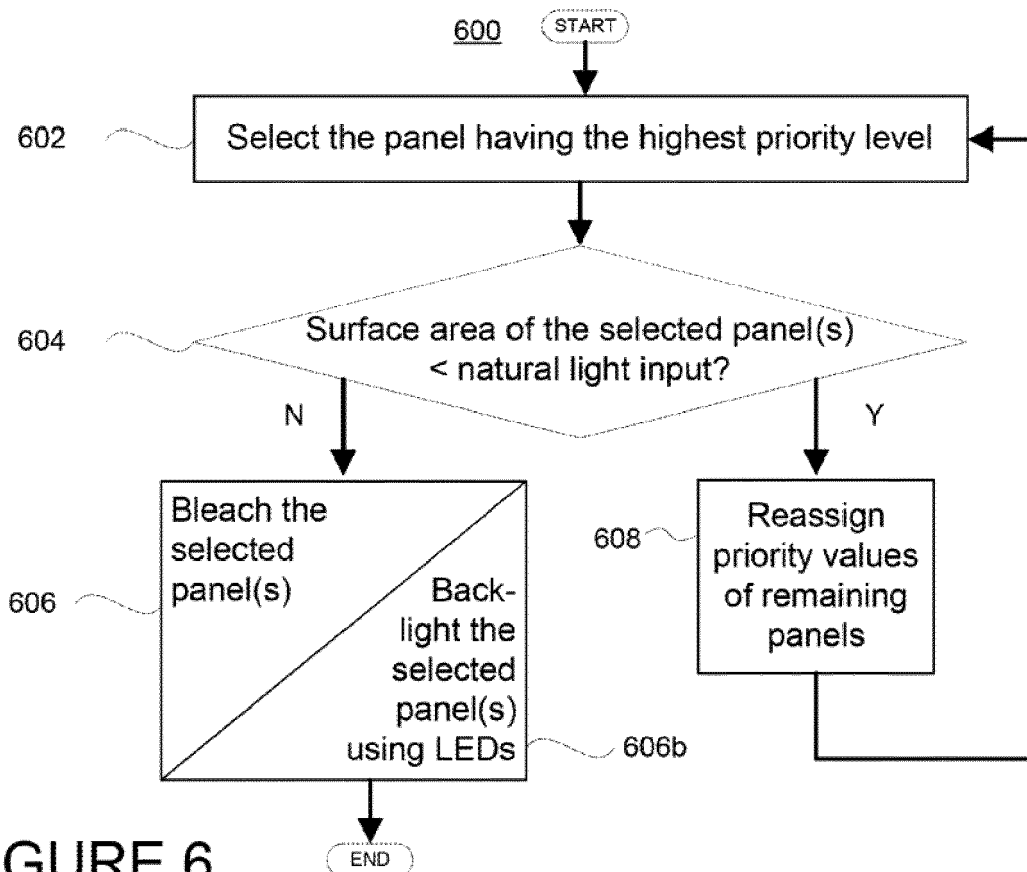 600
START
602
Select the panel having the highest priority level
604
Surface area of the selected panel(s)
< natural light input?
N
Y
Bleach the
selected
panel(s)
606
Back-
light the
selected
panel(s)
using LEDs
606b
608
Reassign
priority values
of remaining
panels
END
GURE 6